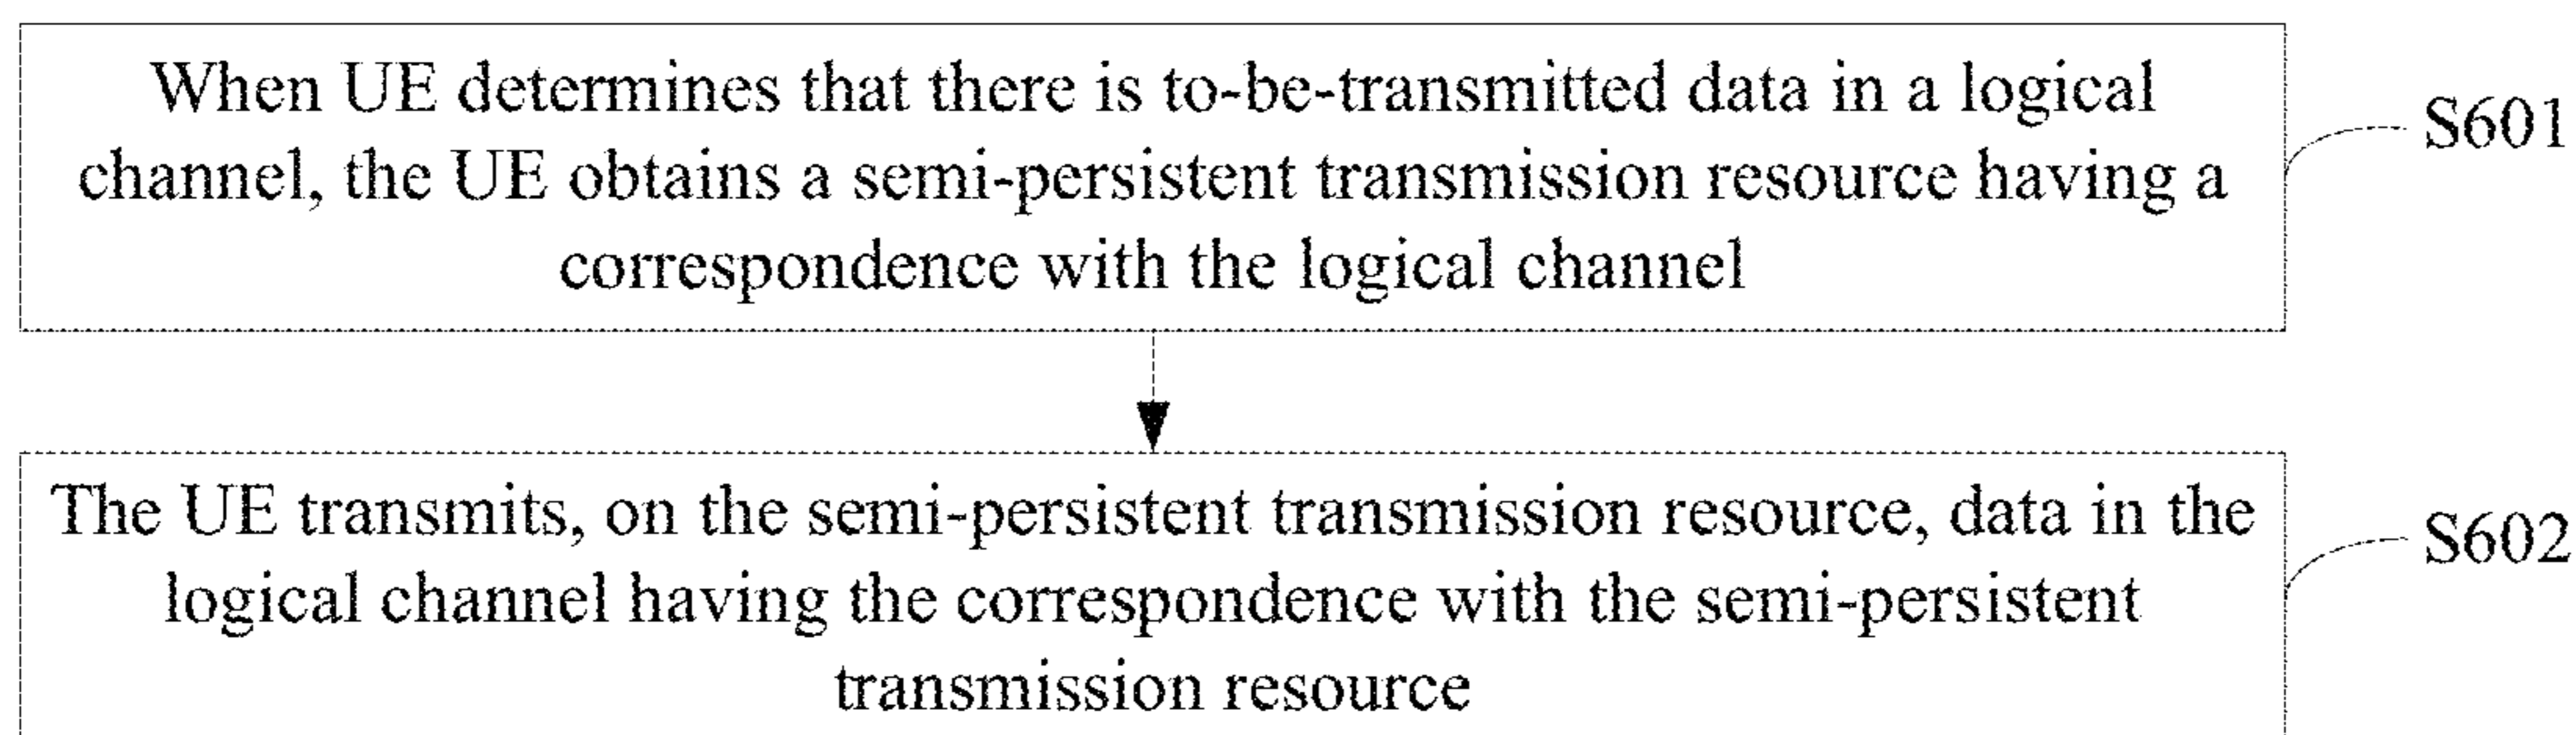 When UE determines that there is to-be-transmitted data in a logical
channel, the UE obtains a semi-persistent transmission resource having a
correspondence with the logical channel
S601
The UE transmits, on the semi-persistent transmission resource, data in the
logical channel having the correspondence with the semi-persistent
transmission resource
S602